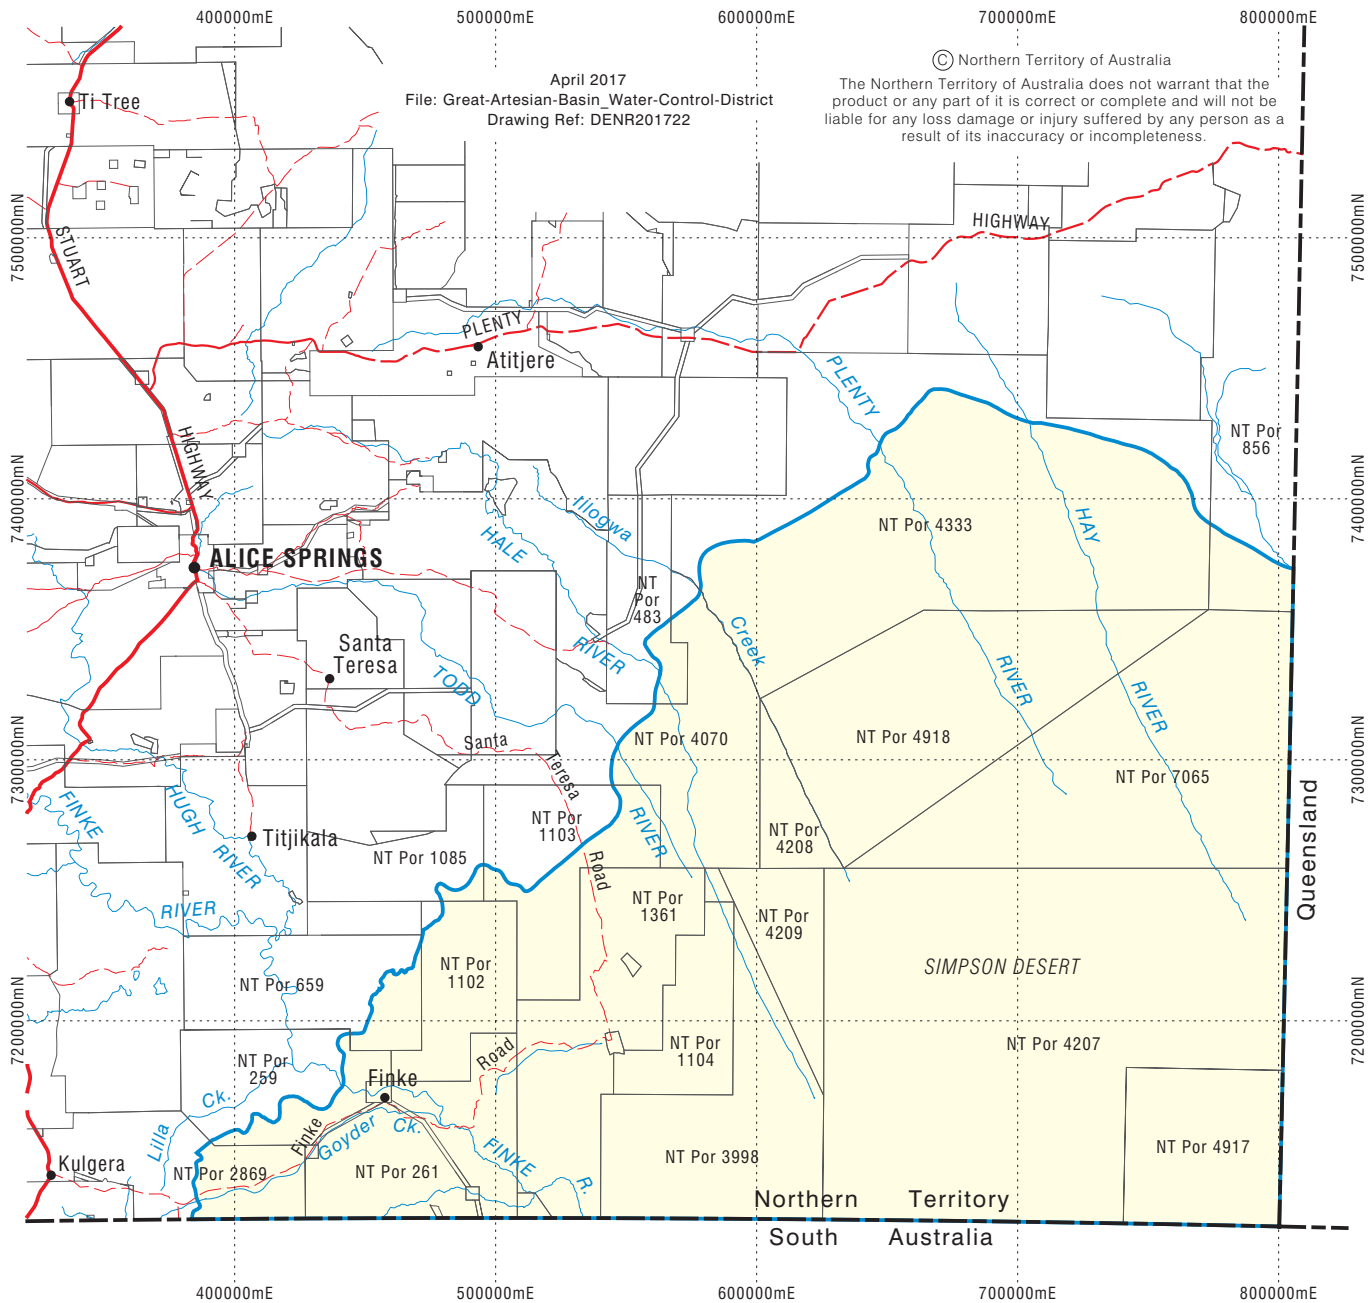 400000mE
500000mE
600000mE
700000mE
800000mE
April 2017
File: Great-Artesian-Basin_Water-Control-District
Drawing Ref: DENR201722
© Northern Territory of Australia
The Northern Territory of Australia does not warrant that the
product or any part of it is correct or complete and will not be
liable for any loss damage or injury suffered by any person as a
result of its inaccuracy or incompleteness.
Ti Tree
7500000mN
STUART
HIGHWAY
7500000mN
PLENTY
Atitjere
PLENTY
NT Por
856
HIGHWAY
7400000mN
Illogwa
HALE
NT Por 4333
HAY
7400000mN
ALICE SPRINGS
NT
Por
483
Creek
Santa
Teresa
RIVER
RIVER
TODD
RIVER
Santa
NT Por 4070
NT Por 4918
7300000mN
Teresa
NT Por 7065
7300000mN
FINKE
HUGH
RIVER
Titjikala
NT Por 1085
NT Por
1103
RIVER
NT Por
4208
Queensland
Road
RIVER
NT Por
1361
NT Por
4209
NT Por 659
NT Por
1102
SIMPSON DESERT
7200000mN
NT Por
259
Road
NT Por
1104
NT Por 4207
7200000mN
Finke
Ck.
Lilla
Finke
Goyder
Ck.
FINKE
R.
Kulgera
NT Por 2869
NT Por 261
NT Por 3998
NT Por 4917
Northern Territory
South Australia
400000mE
500000mE
600000mE
700000mE
800000mE